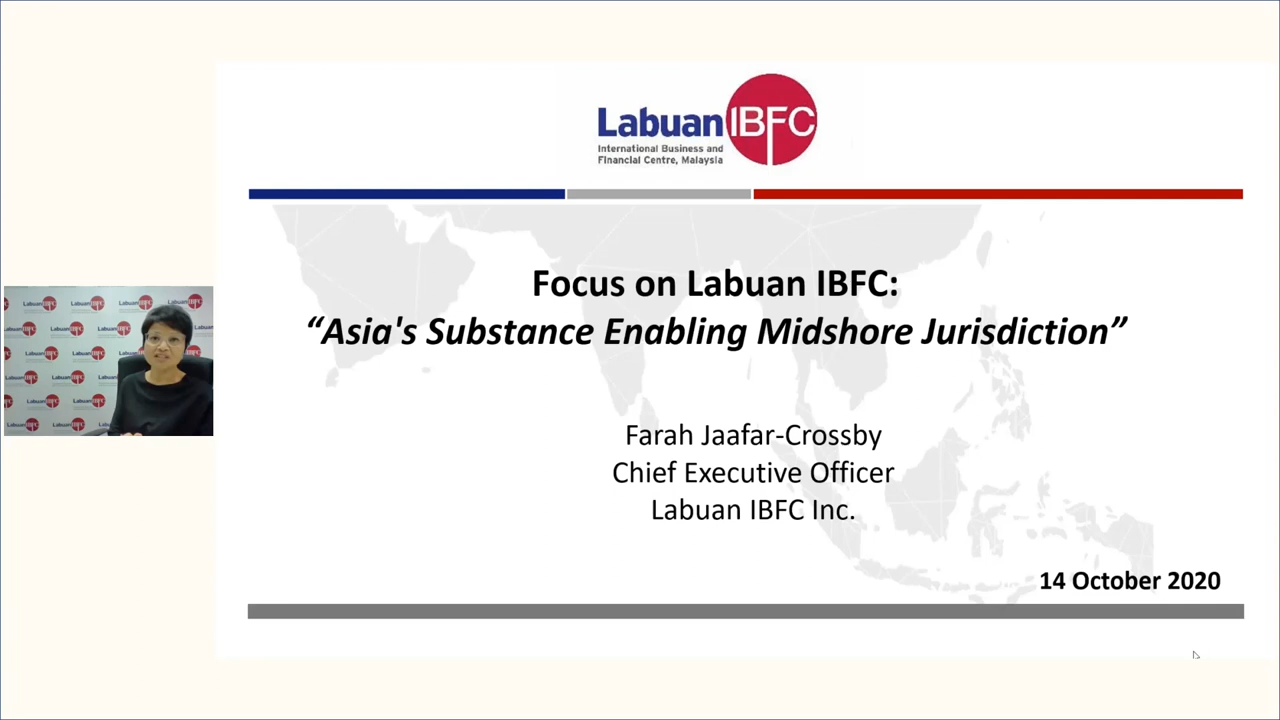 Labuan IBFC
International Business and
Financial Centre, Malaysia
Focus on Labuan IBFC:
“Asia's Substance Enabling Midshore Jurisdiction”
Farah Jaafar-Crossby
Chief Executive Officer
Labuan IBFC Inc.
14 October 2020